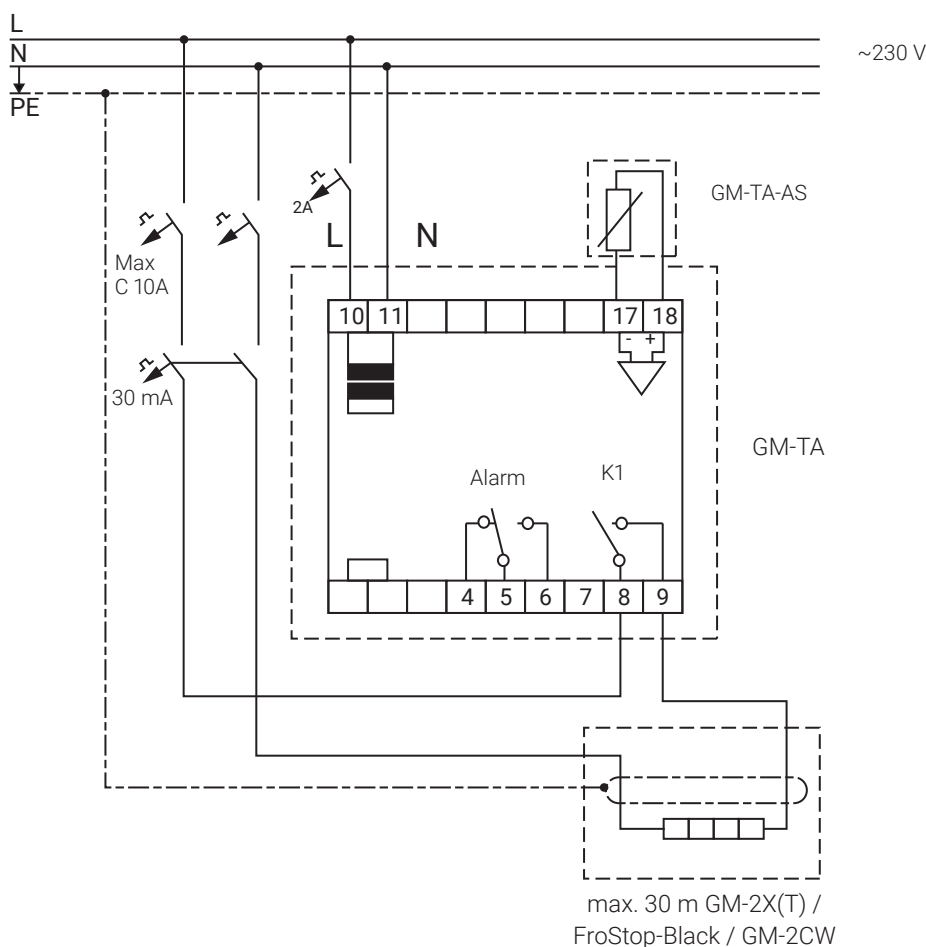 L
N
~230 V
PE
GM-TA-AS
2A
L
N
Max
C 10A
10 11 17 18
- +
30 mA
GM-TA
Alarm
K1
4 5 6 7 8 9
max. 30 m GM-2X(T) /
FroStop-Black / GM-2CW